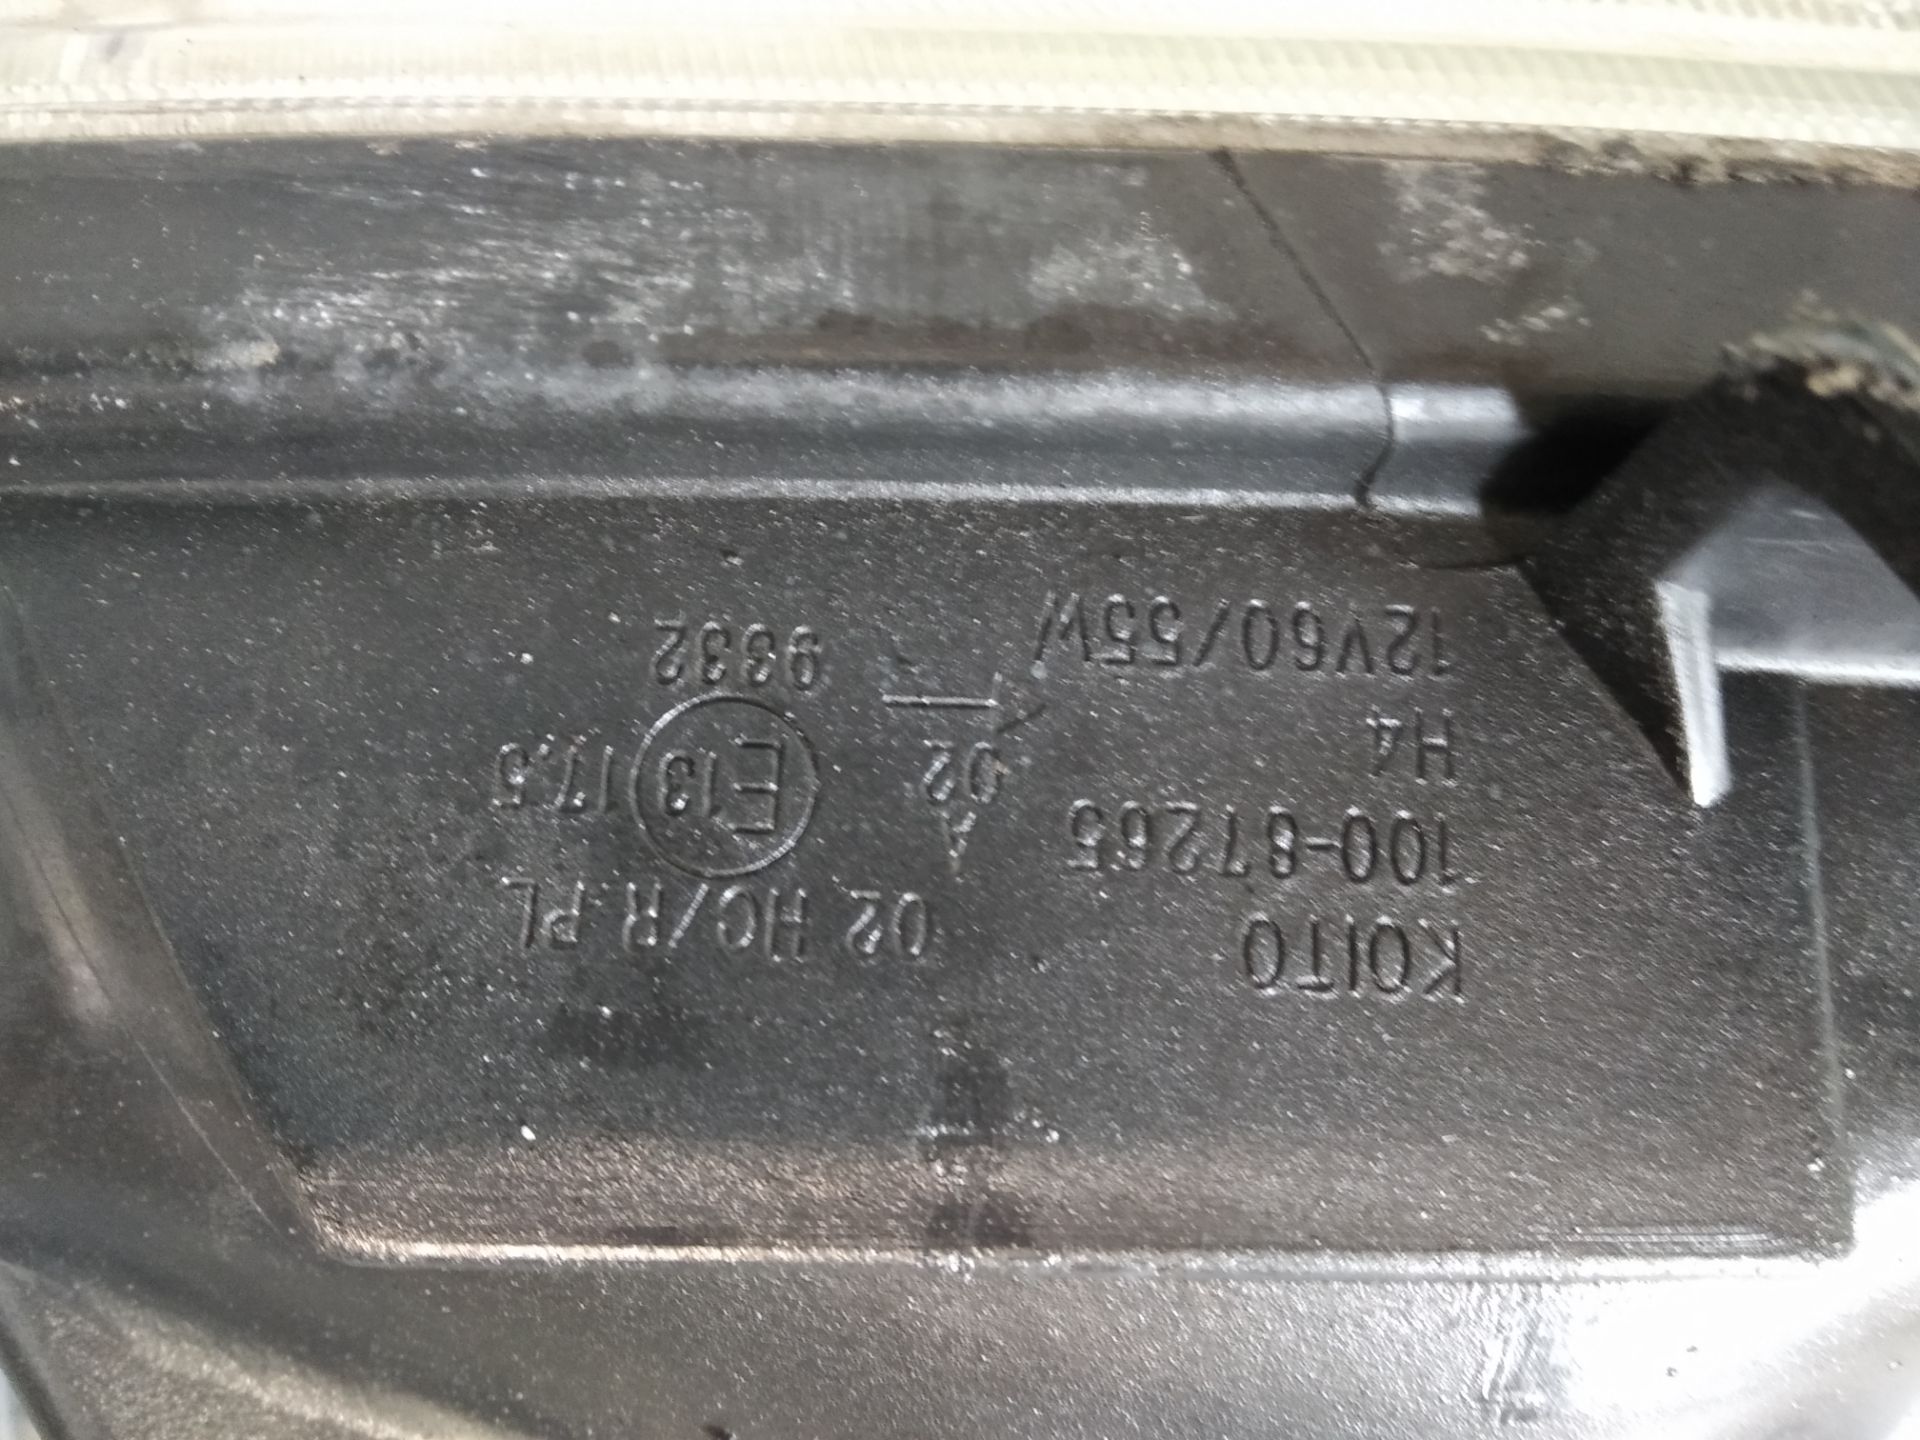 KOITO
100-87265
H4
12V60/55W
02 HC/R PL
A
02
E13 17.5
9332